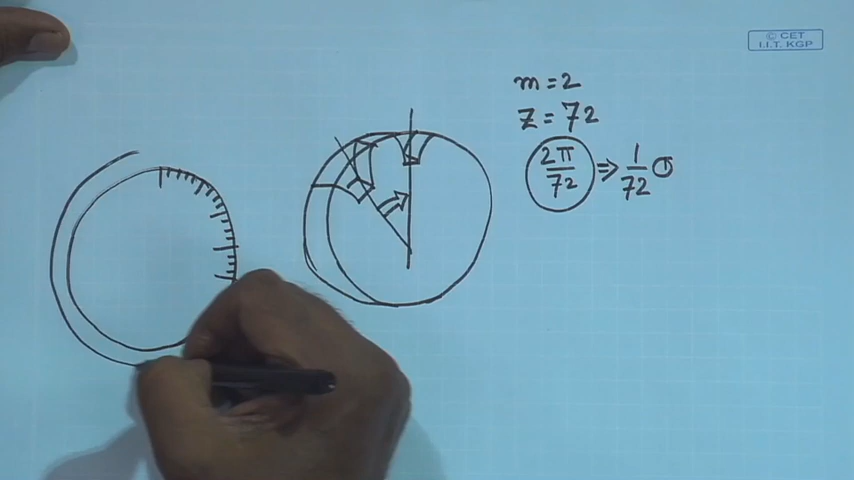 © CET
I.I.T. KGP
m = 2
Z = 72
2π/72 ⇒ 1/72